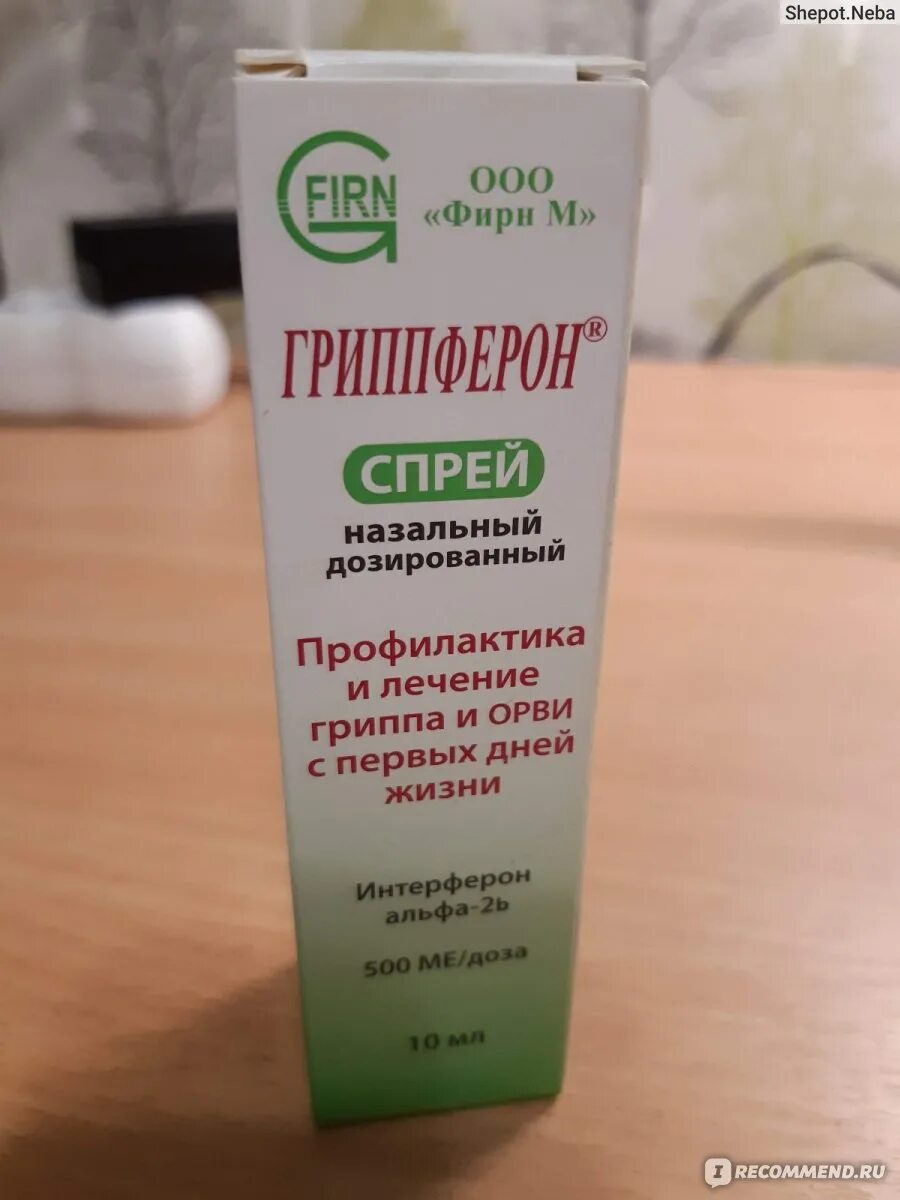 Shepot.Neba
FIRN
ООО
«Фирн М»
ГРИППФЕРОН®
СПРЕЙ
назальный
дозированный
Профилактика
и лечение
гриппа и ОРВИ
с первых дней
жизни
Интерферон
альфа-2b
500 МЕ/доза
10 мл
IRECOMMEND.RU